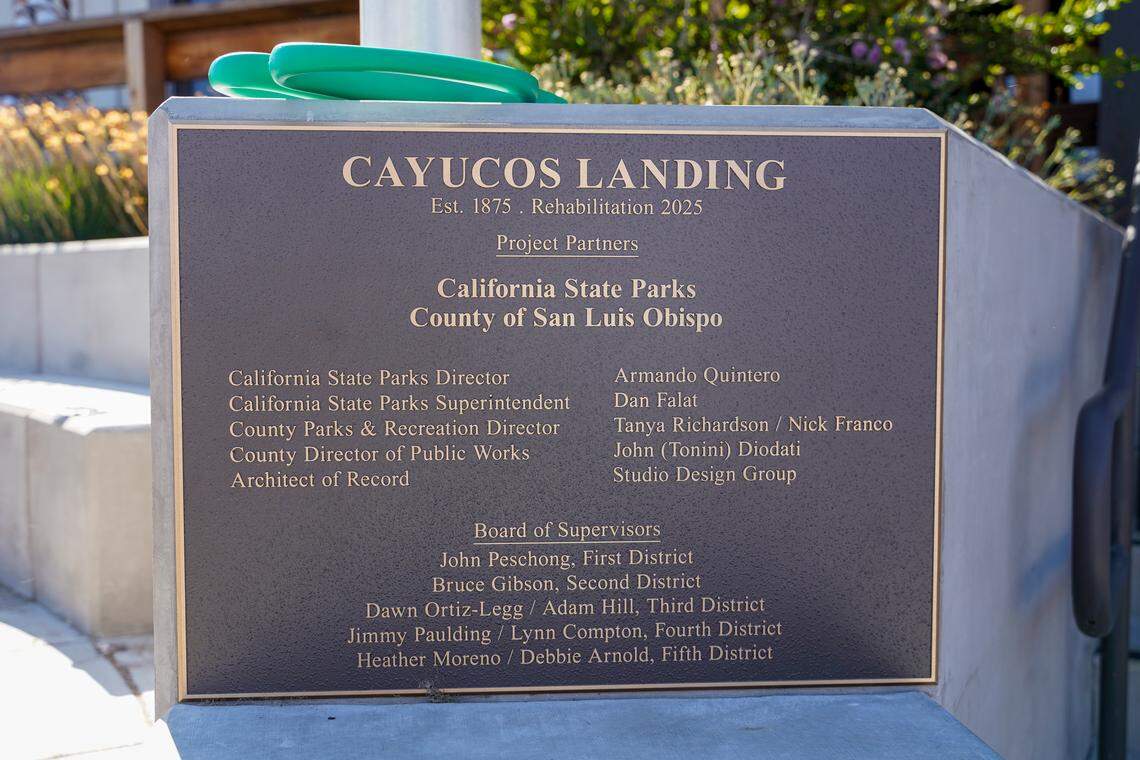 CAYUCOS LANDING
Est. 1875 . Rehabilitation 2025
Project Partners
California State Parks
County of San Luis Obispo
California State Parks Director Armando Quintero
California State Parks Superintendent Dan Falat
County Parks & Recreation Director Tanya Richardson / Nick Franco
County Director of Public Works John (Tonini) Diodati
Architect of Record Studio Design Group
Board of Supervisors
John Peschong, First District
Bruce Gibson, Second District
Dawn Ortiz-Legg / Adam Hill, Third District
Jimmy Paulding / Lynn Compton, Fourth District
Heather Moreno / Debbie Arnold, Fifth District